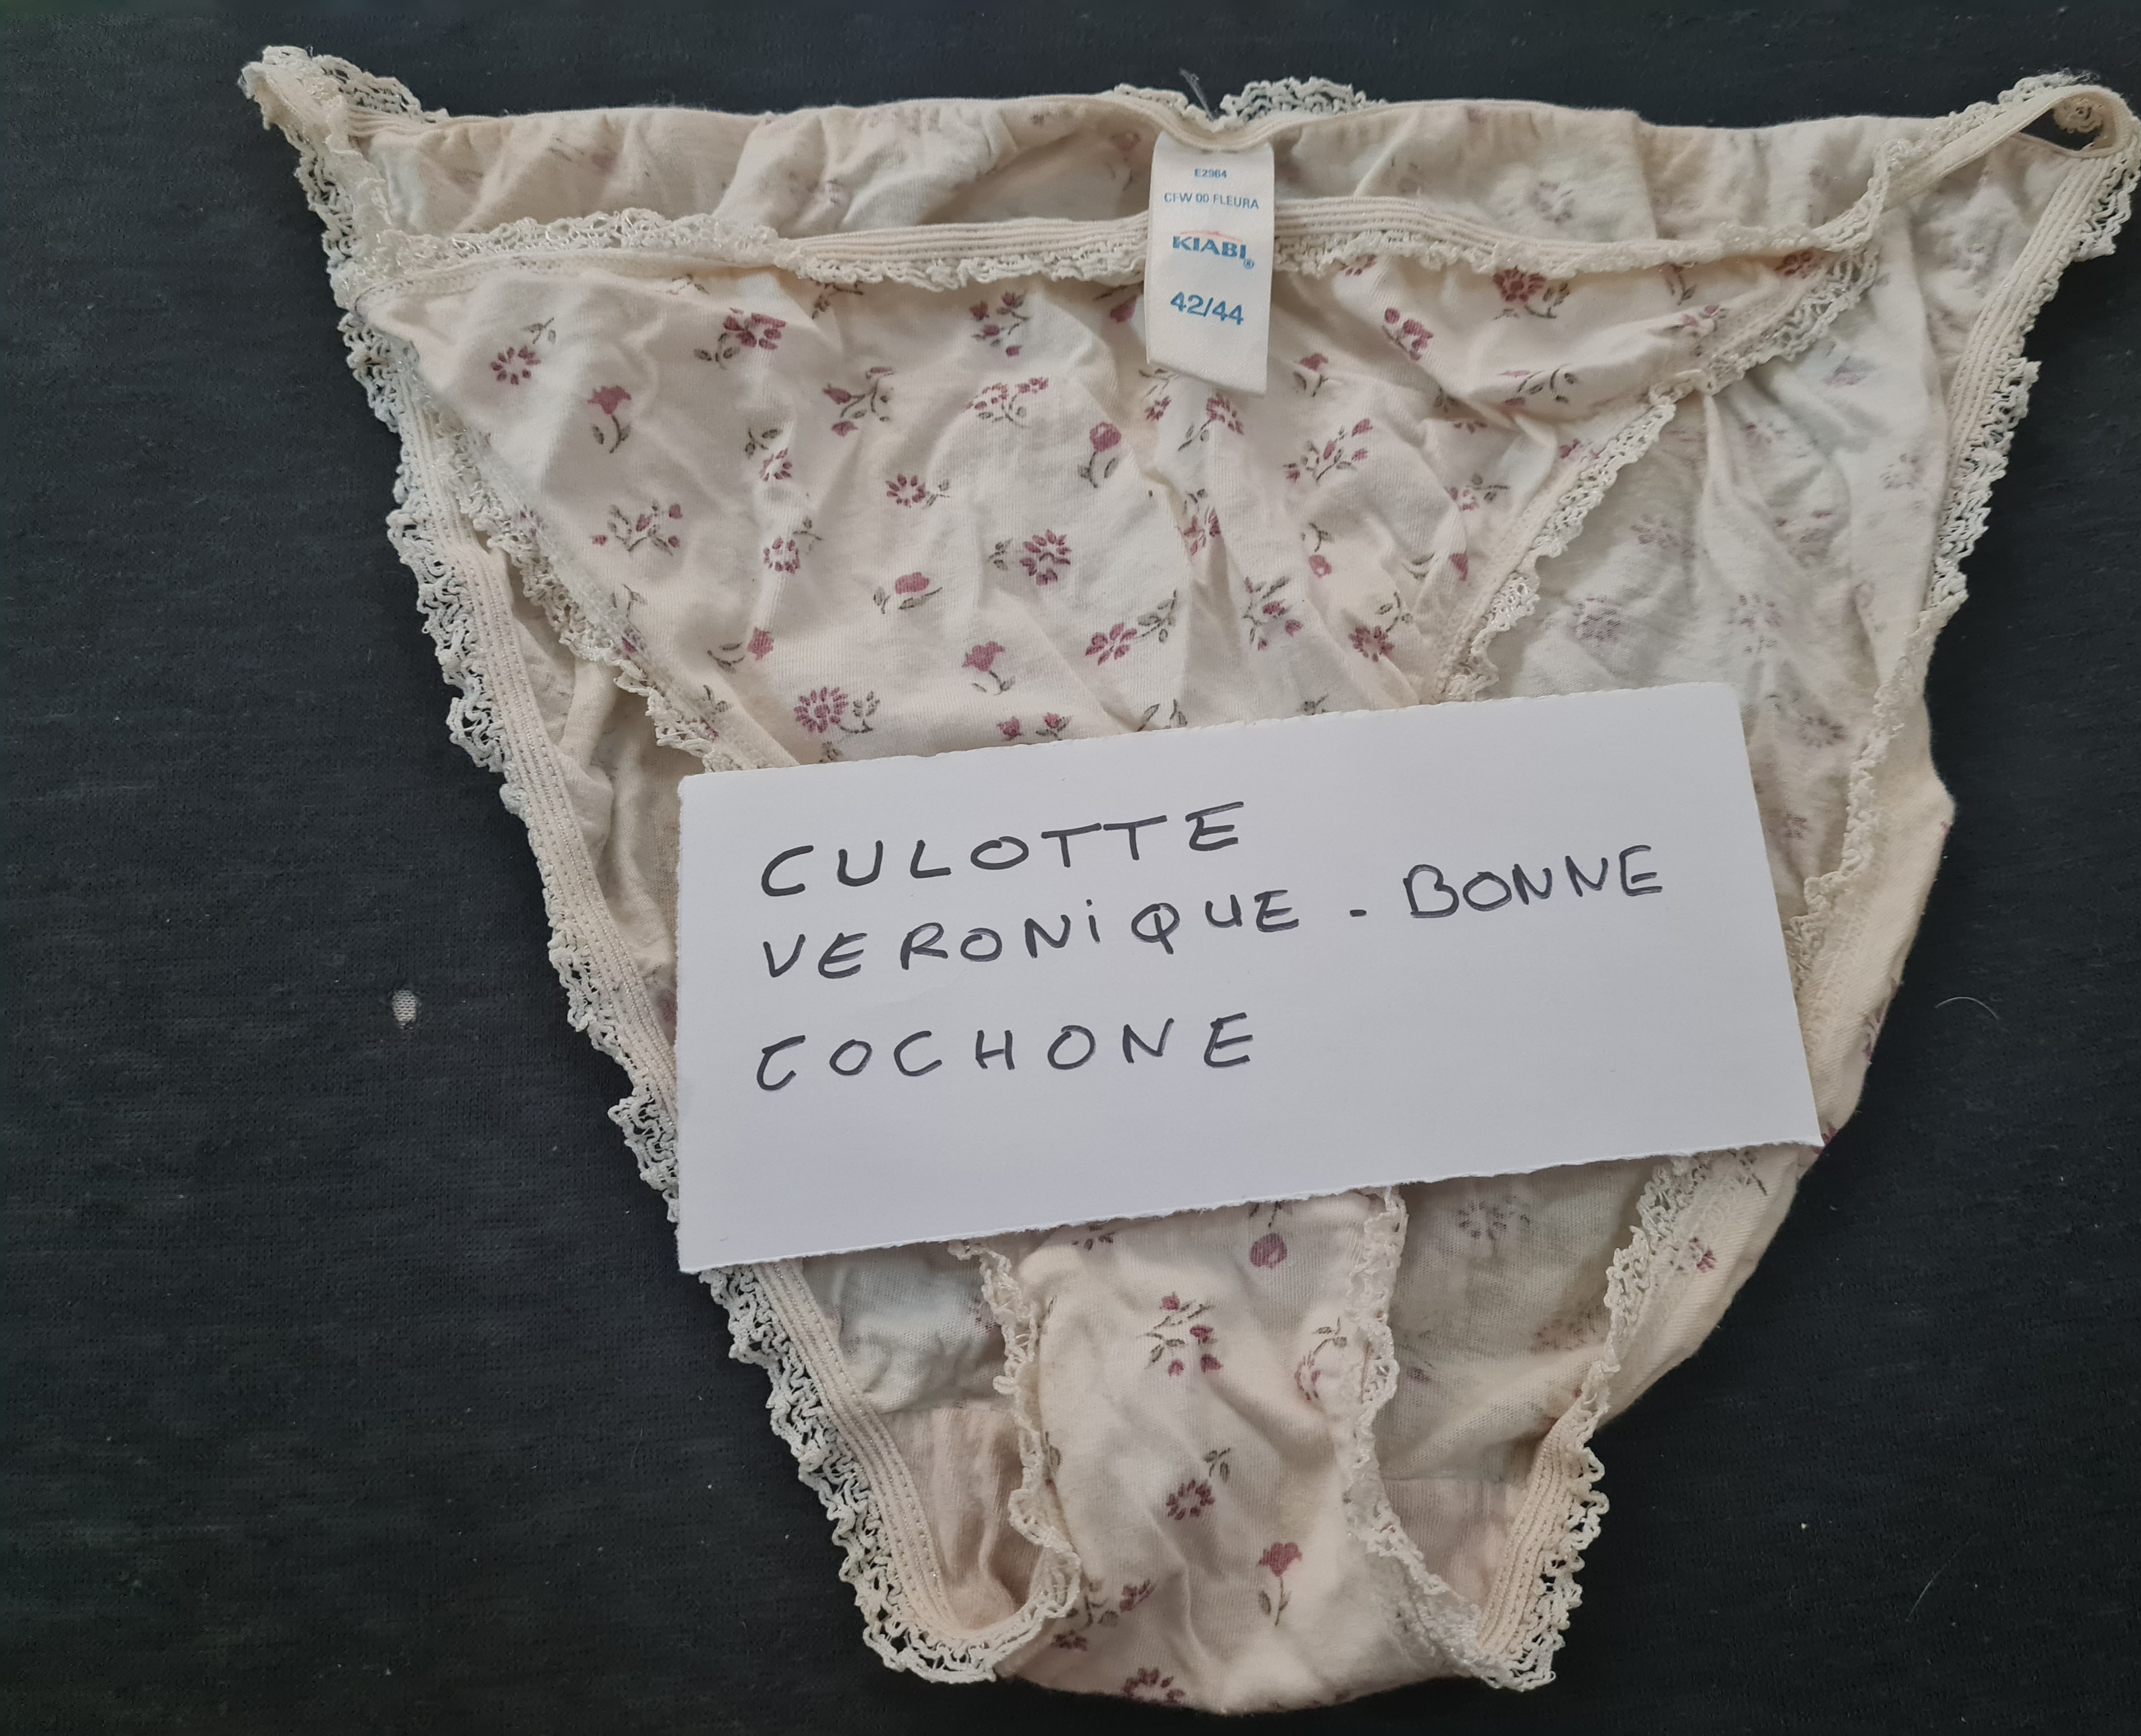 E2964
CFW 00 FLEURA
KIABI®
42/44
CULOTTE
VERONiQUE - BONNE
COCHONE